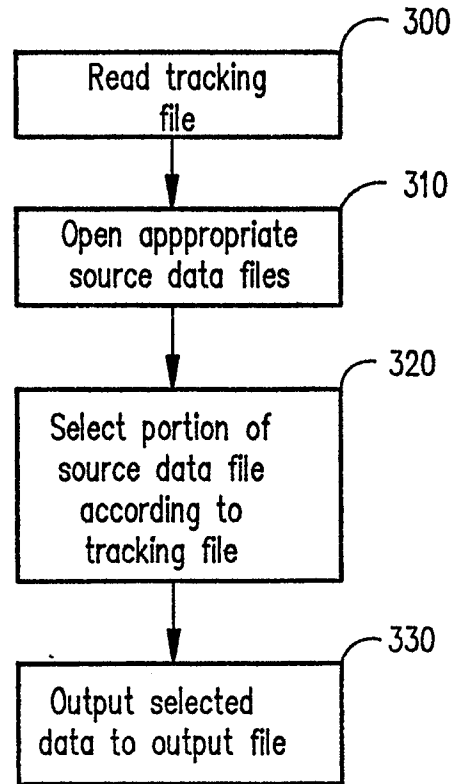 300
Read tracking
file
310
Open apppropriate
source data files
320
Select portion of
source data file
according to
tracking file
330
Output selected
data to output file